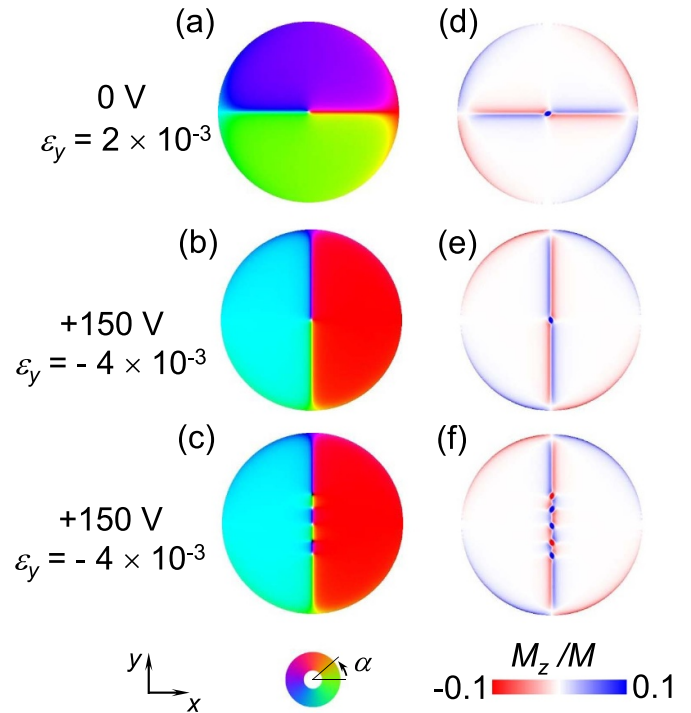 (a) (d)
0 V
εy = 2 × 10-3
(b) (e)
+150 V
εy = - 4 × 10-3
(c) (f)
+150 V
εy = - 4 × 10-3
y
x
α
Mz /M
-0.1 0.1